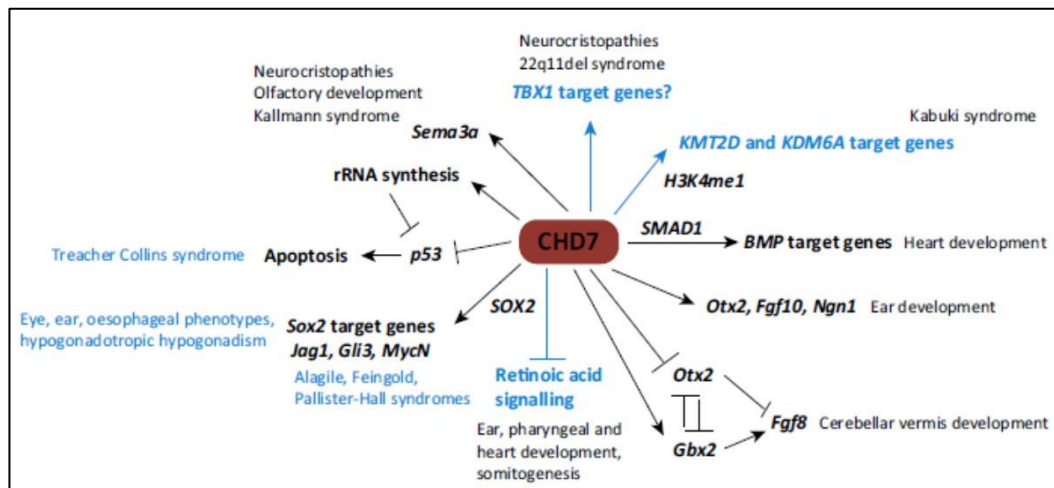 Neurocristopathies
22q11del syndrome
TBX1 target genes?
Neurocristopathies
Olfactory development
Kallmann syndrome
Sema3a
Kabuki syndrome
KMT2D and KDM6A target genes
H3K4me1
rRNA synthesis
CHD7
SMAD1
BMP target genes Heart development
Treacher Collins syndrome Apoptosis p53
SOX2
Otx2, Fgf10, Ngn1 Ear development
Eye, ear, oesophageal phenotypes,
hypogonadotropic hypogonadism
Sox2 target genes
Jag1, Gli3, MycN
Alagile, Feingold,
Pallister-Hall syndromes
Retinoic acid
signalling
Ear, pharyngeal and
heart development,
somitogenesis
Otx2
Gbx2
Fgf8 Cerebellar vermis development